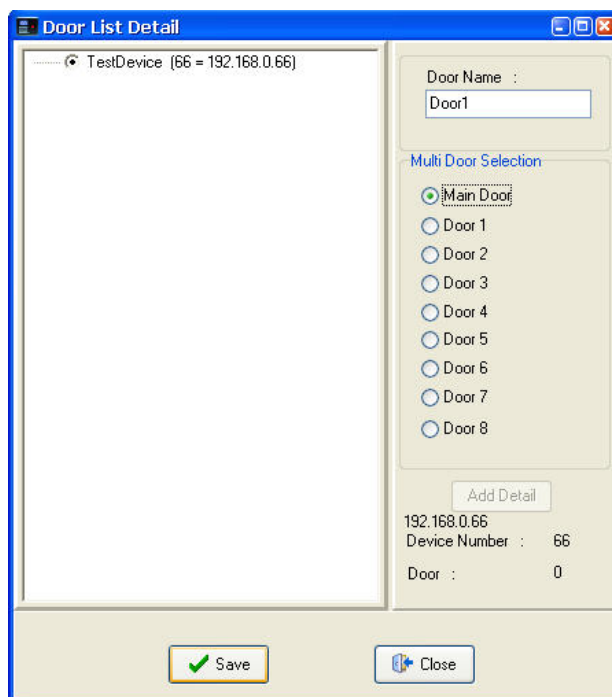 Door List Detail
TestDevice (66 = 192.168.0.66)
Door Name :
Door1
Multi Door Selection
Main Door
Door 1
Door 2
Door 3
Door 4
Door 5
Door 6
Door 7
Door 8
Add Detail
192.168.0.66
Device Number : 66
Door : 0
Save
Close